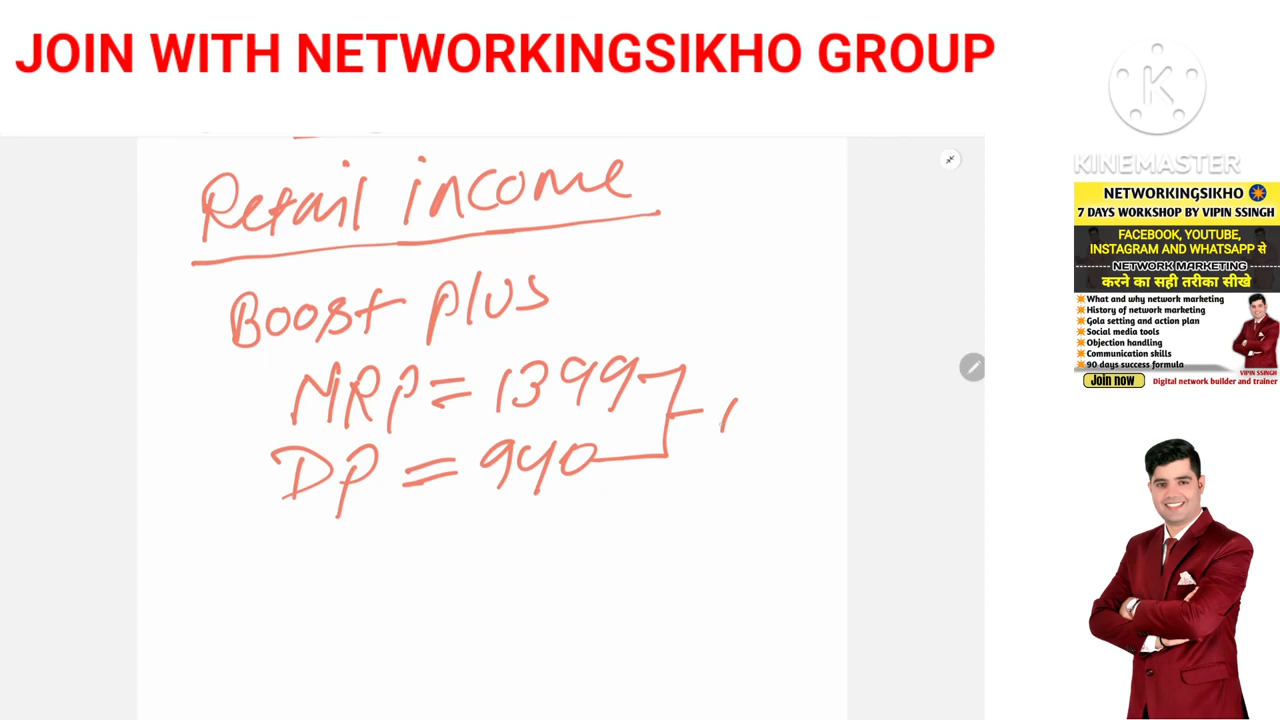 JOIN WITH NETWORKINGSIKHO GROUP
Retail income
Boost plus
MRP = 1399
DP = 940
KINEMASTER
NETWORKINGSIKHO
7 DAYS WORKSHOP BY VIPIN SSINGH
FACEBOOK, YOUTUBE,
INSTAGRAM AND WHATSAPP से
NETWORK MARKETING
करने का सही तरीका सीखे
What and why network marketing
History of network marketing
Gola setting and action plan
Social media tools
Objection handling
Communication skills
90 days success formula
VIPIN SSINGH
Join now
Digital network builder and trainer